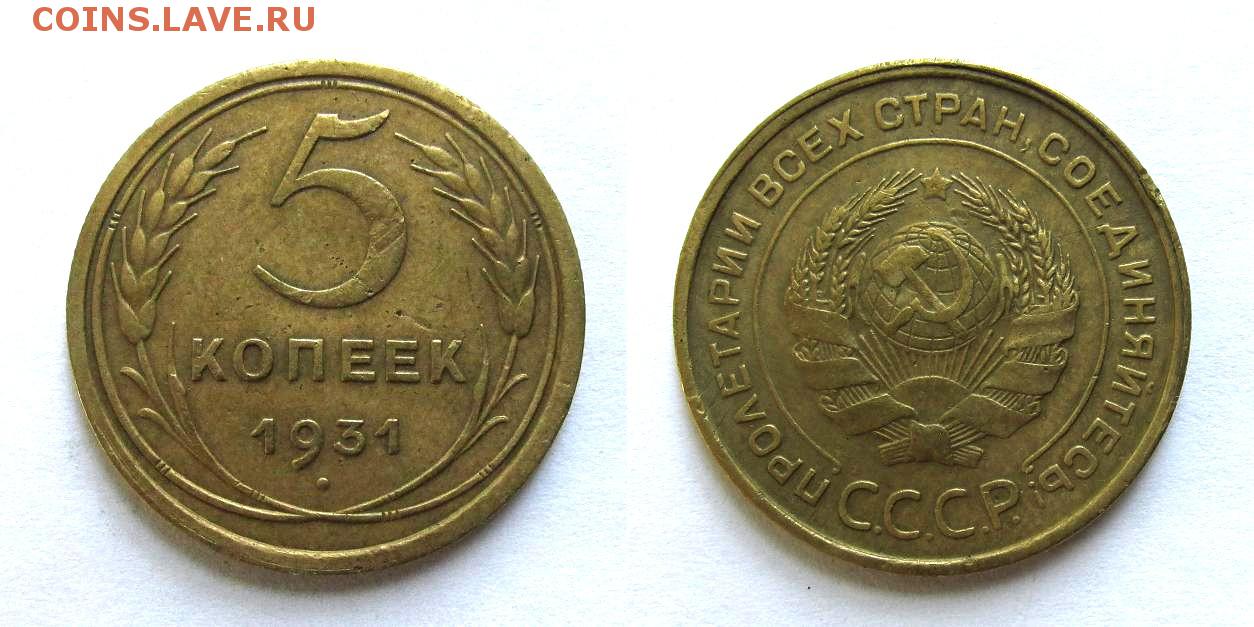 COINS.LAVE.RU
5
КОПЕЕК
1931
ПРОЛЕТАРИИ ВСЕХ СТРАН, СОЕДИНЯЙТЕСЬ!
С.С.С.Р.